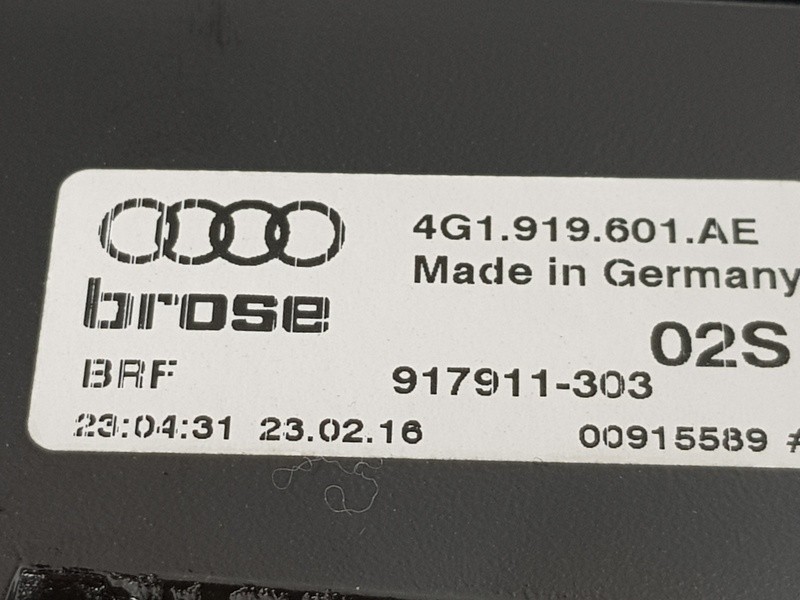 4G1.919.601.AE
Made in Germany
brose
02S
BRF 917911-303
23:04:31 23.02.16 00915589 #